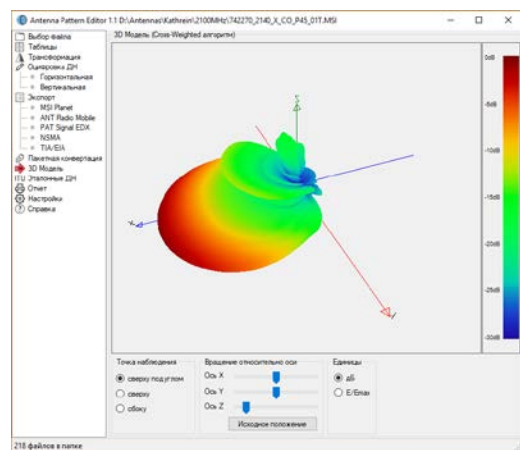 Antenna Pattern Editor 1.1 D:\Antennas\Kathrein\2100MHz\742270_2140_X_CO_P45_01T.MSI
Выбор файла
Таблицы
Трансформация
Оцифровка ДН
Горизонтальная
Вертикальная
Экспорт
MSI Planet
ANT Radio Mobile
PAT Signal EDX
NSMA
TIA/EIA
Пакетная конвертация
3D Модель
Эталонные ДН
Отчет
Настройка
Справка
3D Модель (Cross-Weighted алгоритм)
Z
X
Y
0dB
-5dB
-10dB
-15dB
-20dB
-25dB
-30dB
Точка наблюдения
сверху под углом
сверху
сбоку
Вращение относительно оси
Ось X
Ось Y
Ось Z
Исходное положение
Единицы
дБ
E/Emax
218 файлов в папке